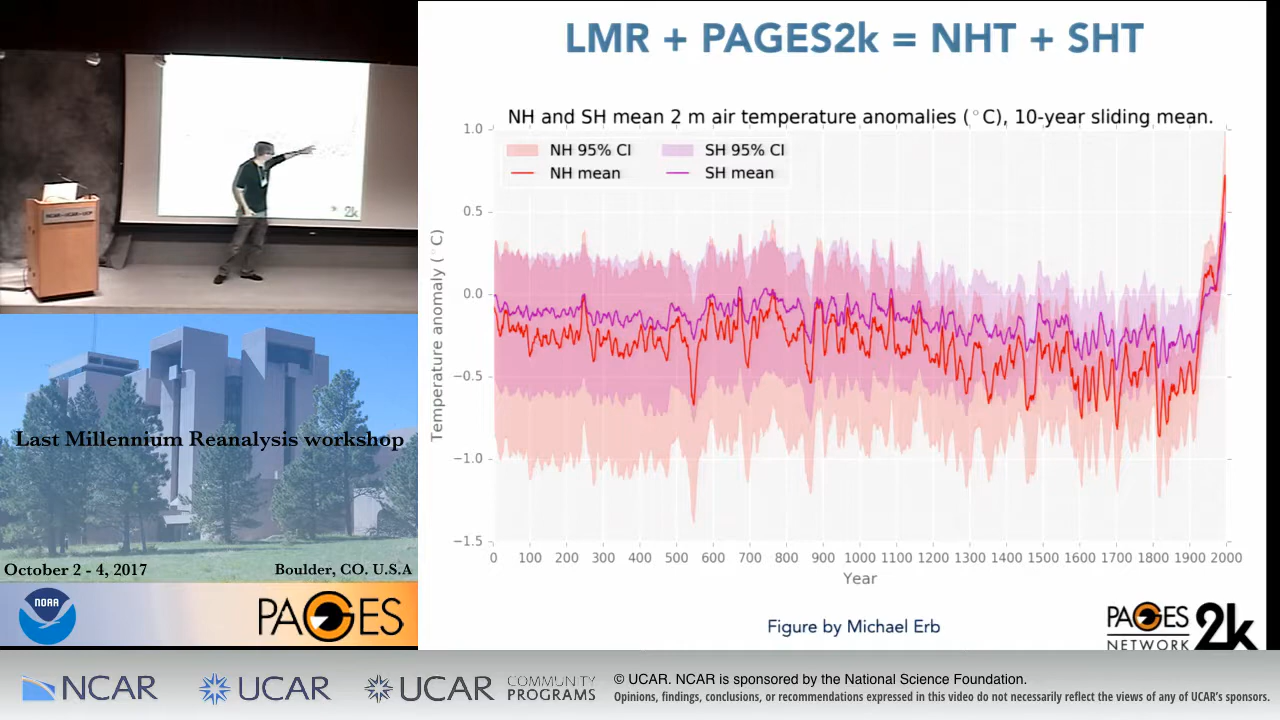 LMR + PAGES2k = NHT + SHT
NH and SH mean 2 m air temperature anomalies (°C), 10-year sliding mean.
NH 95% CI
SH 95% CI
NH mean
SH mean
Temperature anomaly (°C)
1.0
0.5
0.0
−0.5
−1.0
−1.5
0 100 200 300 400 500 600 700 800 900 1000 1100 1200 1300 1400 1500 1600 1700 1800 1900 2000
Year
Figure by Michael Erb
PAGES
NETWORK
2k
2k
NCAR-UCAR-UCP
Last Millennium Reanalysis workshop
October 2 - 4, 2017
Boulder, CO. U.S.A
NOAA
PAGES
NCAR
UCAR
UCAR
COMMUNITY
PROGRAMS
© UCAR. NCAR is sponsored by the National Science Foundation.
Opinions, findings, conclusions, or recommendations expressed in this video do not necessarily reflect the views of any of UCAR's sponsors.